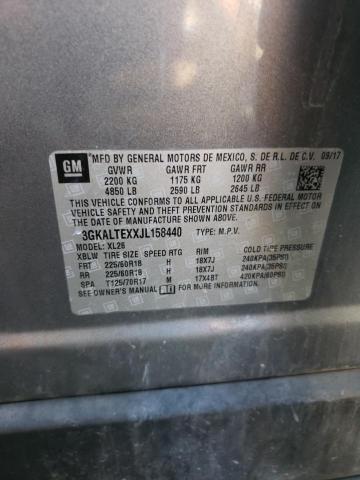 GM MFD BY GENERAL MOTORS DE MEXICO, S. DE R.L. DE C.V. 09/17
GVWR GAWR FRT GAWR RR
2200 KG 1175 KG 1200 KG
4850 LB 2590 LB 2645 LB
THIS VEHICLE CONFORMS TO ALL APPLICABLE U.S. FEDERAL MOTOR
VEHICLE SAFETY, BUMPER, AND THEFT PREVENTION STANDARDS IN EFFECT ON
THE DATE OF MANUFACTURE SHOWN ABOVE.
3GKALTEXXJL158440 TYPE: M.P.V.
MODEL: XL26
XBLW TIRE SIZE SPEED RTG RIM COLD TIRE PRESSURE
FRT 225/60R18 H 18X7J 240KPA(35PSI)
RR 225/60R18 H 18X7J 240KPA(35PSI)
SPA T125/70R17 M 17X4BT 420KPA(60PSI)
SEE OWNER'S MANUAL FOR MORE INFORMATION.